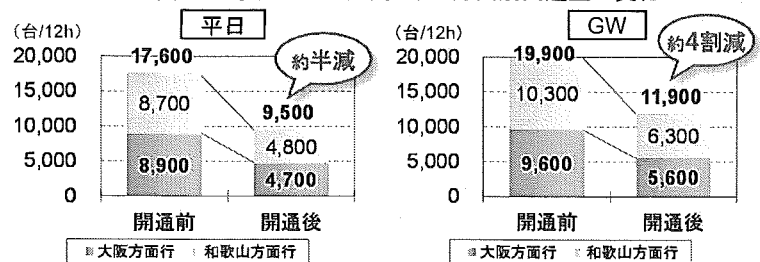 (台/12h)
平日
20,000
15,000
10,000
5,000
0
17,600
8,700
8,900
約半減
9,500
4,800
4,700
開通前
開通後
大阪方面行
和歌山方面行
(台/12h)
GW
20,000
15,000
10,000
5,000
0
19,900
10,300
9,600
約4割減
11,900
6,300
5,600
開通前
開通後
大阪方面行
和歌山方面行